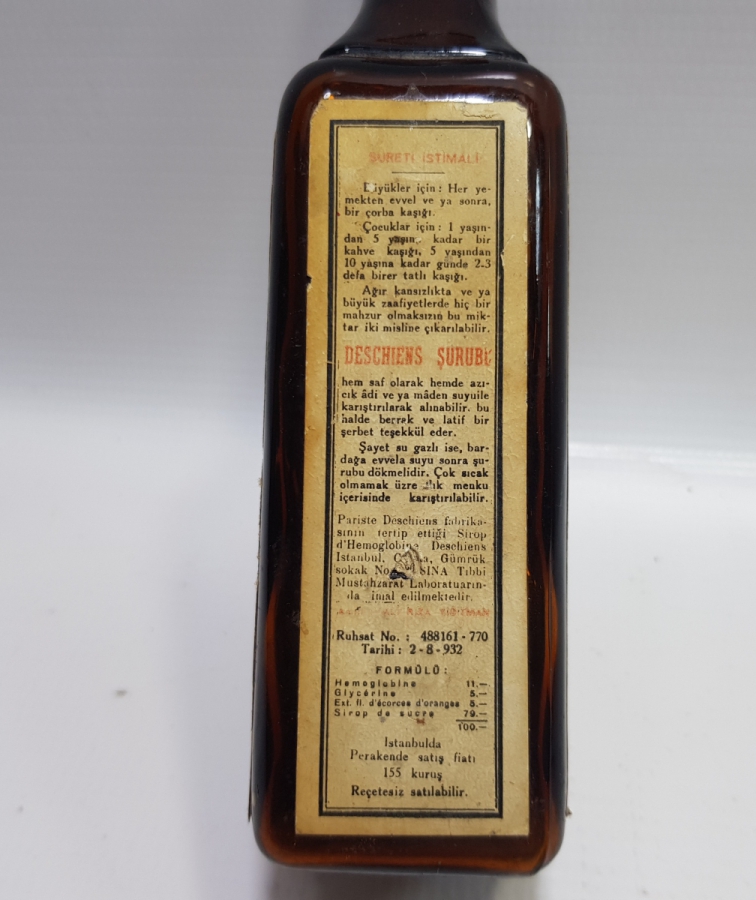 SURETİ İSTİMALİ
Büyükler için : Her ye-
mekten evvel ve ya sonra,
bir çorba kaşığı.
Çocuklar için : 1 yaşın-
dan 5 yaşına kadar bir
kahve kaşığı, 5 yaşından
10 yaşına kadar günde 2-3
defa birer tatlı kaşığı.
Ağır kansızlıkta ve ya
büyük zaafiyetlerde hiç bir
mahzur olmaksızın bu mik-
tar iki misline çıkarılabilir.
DESCHIENS ŞURUBU
hem saf olarak hemde azı-
cık âdi ve ya mâden suyuile
karıştırılarak alınabilir. bu
halde berrak ve latif bir
şerbet teşekkül eder.
Şayet su gazlı ise, bar-
dağa evvela suyu sonra şu-
rubu dökmelidir. Çok sıcak
olmamak üzre ılık menku
içerisinde karıştırılabilir.
Pariste Deschiens fabrika-
sının tertip ettiği Sirop
d'Hemoglobine Deschiens
Istanbul, Gümrük
sokak No. SINA Tıbbi
Mustahzarat Laboratuarın-
da imal edilmektedir.
RIZA
Ruhsat No. : 488161-770
Tarihi : 2-8-932
FORMÜLÜ :
Hemoglobine 11.—
Glycérine 5.—
Ext. fl. d'écorces d'oranges 5.—
Sirop de sucre 79.—
100.—
Istanbulda
Perakende satış fiatı
155 kuruş
Reçetesiz satılabilir.